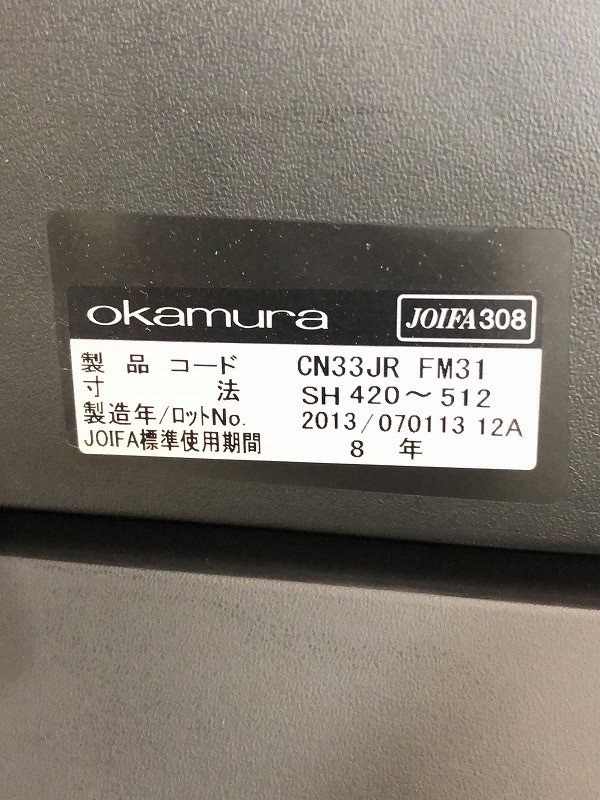 okamura JOIFA308
製品コード CN33JR FM31
寸法 SH 420～512
製造年/ロットNo. 2013/070113 12A
JOIFA標準使用期間 8 年